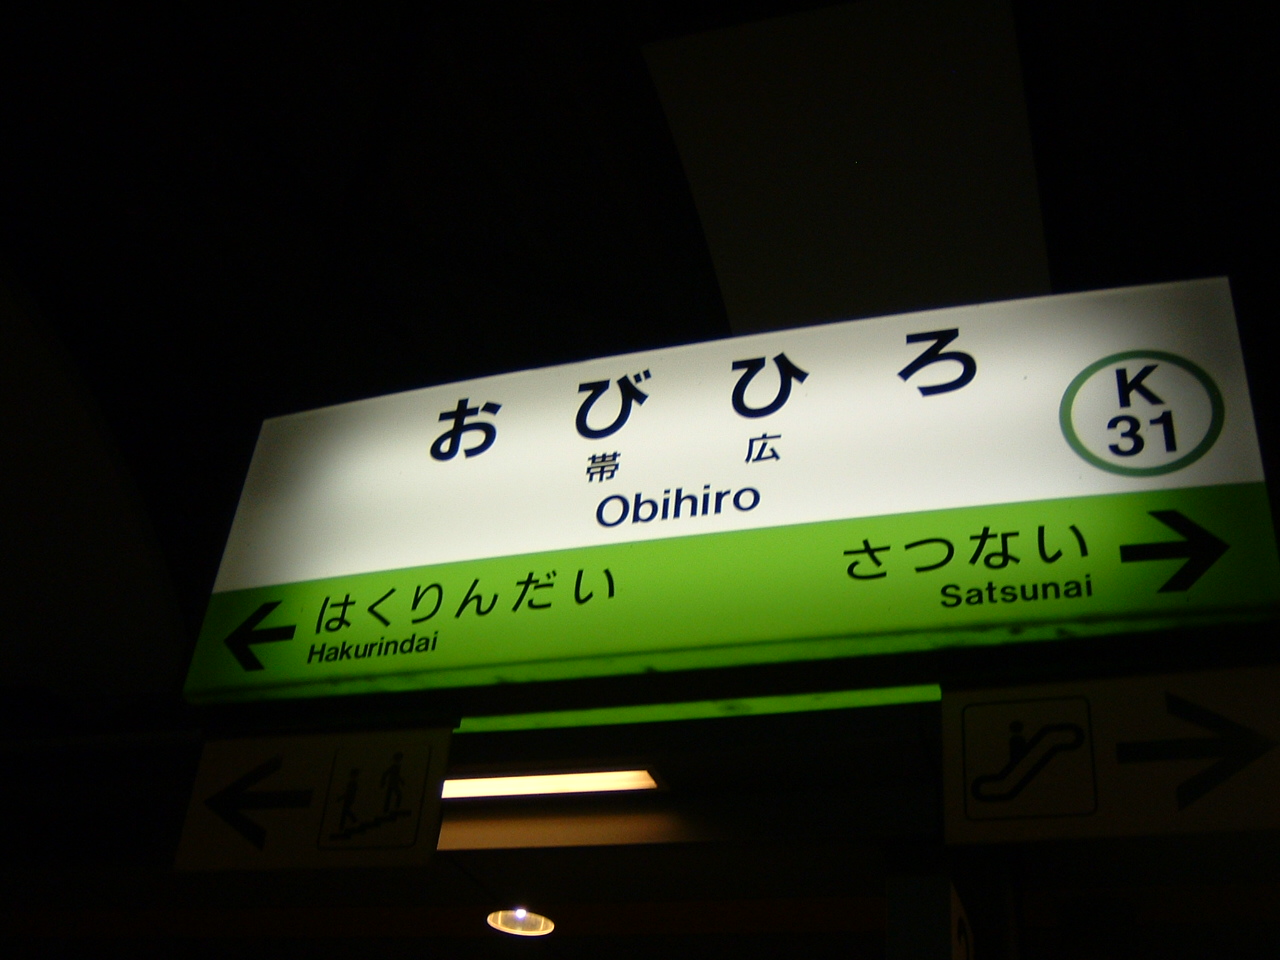 おびひろ
帯広
Obihiro
K
31
はくりんだい
Hakurindai
さつない
Satsunai